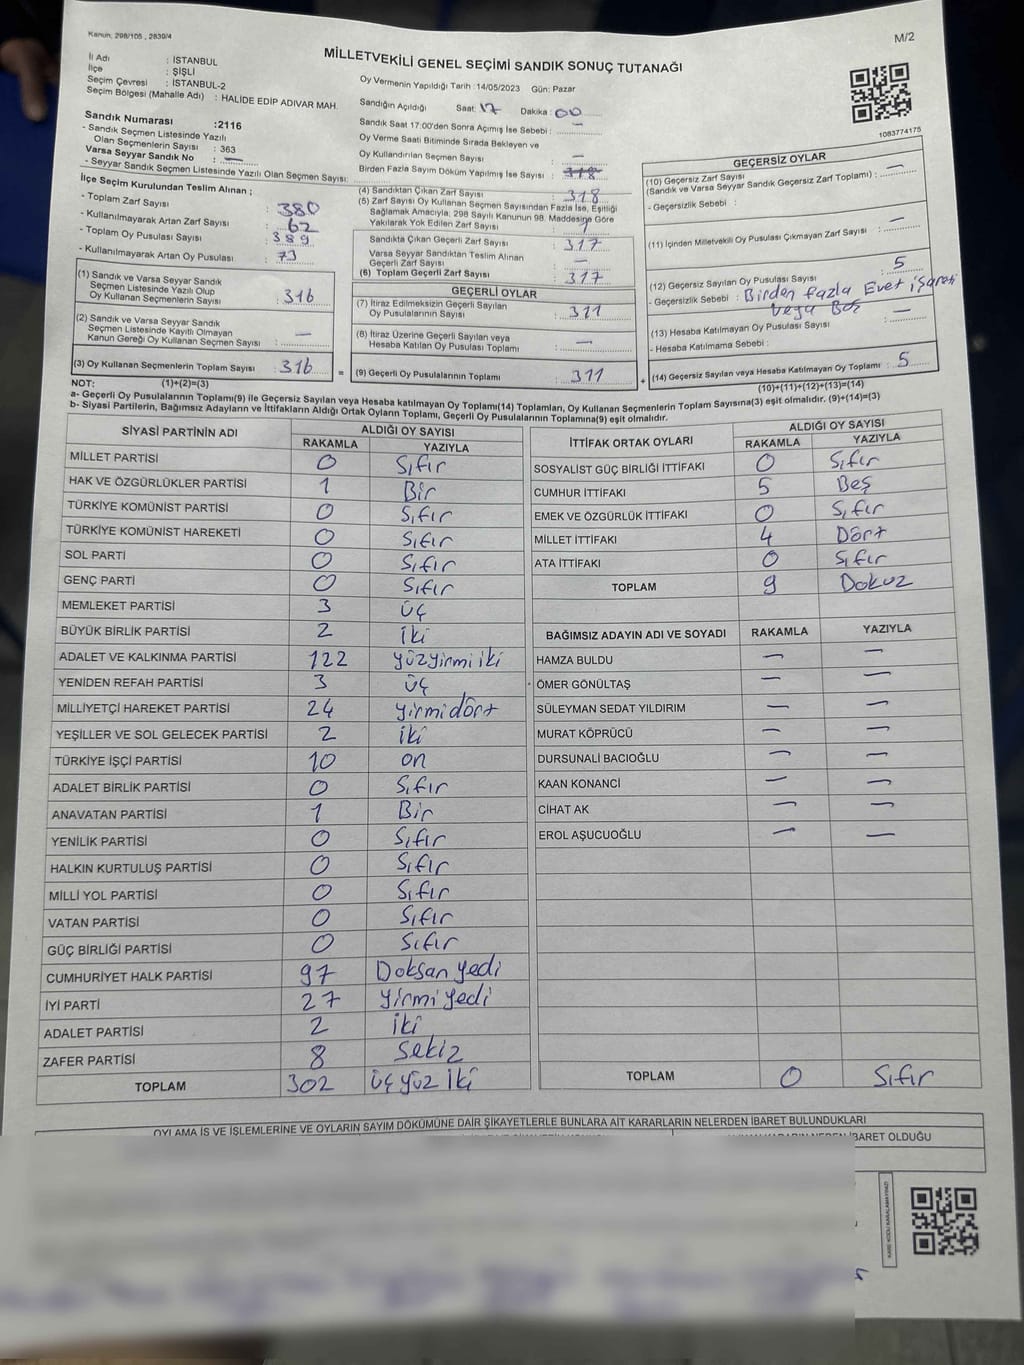 Kanun: 298/105 , 2839/4
M/2
MİLLETVEKİLİ GENEL SEÇİMİ SANDIK SONUÇ TUTANAĞI
İl Adı : İSTANBUL
İlçe : ŞİŞLİ
Seçim Çevresi : İSTANBUL-2
Seçim Bölgesi (Mahalle Adı) : HALİDE EDİP ADIVAR MAH.
Sandık Numarası :2116
- Sandık Seçmen Listesinde Yazılı
Olan Seçmenlerin Sayısı : 363
Varsa Seyyar Sandık No : —
- Seyyar Sandık Seçmen Listesinde Yazılı Olan Seçmen Sayısı:
İlçe Seçim Kurulundan Teslim Alınan ;
- Toplam Zarf Sayısı : 380
- Kullanılmayarak Artan Zarf Sayısı : 62
- Toplam Oy Pusulası Sayısı : 389
- Kullanılmayarak Artan Oy Pusulası : 73
(1) Sandık ve Varsa Seyyar Sandık
Seçmen Listesinde Yazılı Olup
Oy Kullanan Seçmenlerin Sayısı : 316
(2) Sandık ve Varsa Seyyar Sandık
Seçmen Listesinde Kayıtlı Olmayan
Kanun Gereği Oy Kullanan Seçmen Sayısı : —
(3) Oy Kullanan Seçmenlerin Toplam Sayısı : 316
Oy Vermenin Yapıldığı Tarih : 14/05/2023 Gün: Pazar
Sandığın Açıldığı Saat: 17 Dakika : 00
Sandık Saat 17:00'den Sonra Açımış İse Sebebi : —
Oy Verme Saati Bitiminde Sırada Bekleyen ve
Oy Kullandırılan Seçmen Sayısı : —
Birden Fazla Sayım Döküm Yapılmış İse Sayısı : 318
(4) Sandıktan Çıkan Zarf Sayısı : 318
(5) Zarf Sayısı Oy Kullanan Seçmen Sayısından Fazla İse, Eşitliği
Sağlamak Amacıyla, 298 Sayılı Kanunun 98. Maddesine Göre
Yakılarak Yok Edilen Zarf Sayısı : 1
Sandıkta Çıkan Geçerli Zarf Sayısı : 317
Varsa Seyyar Sandıktan Teslim Alınan
Geçerli Zarf Sayısı : —
(6) Toplam Geçerli Zarf Sayısı : 317
GEÇERLİ OYLAR
(7) İtiraz Edilmeksizin Geçerli Sayılan
Oy Pusulalarının Sayısı : 311
(8) İtiraz Üzerine Geçerli Sayılan veya
Hesaba Katılan Oy Pusulası Toplamı : —
= (9) Geçerli Oy Pusulalarının Toplamı : 311
1083774175
GEÇERSİZ OYLAR
(10) Geçersiz Zarf Sayısı
(Sandık ve Varsa Seyyar Sandık Geçersiz Zarf Toplamı) : —
- Geçersizlik Sebebi :
(11) İçinden Milletvekili Oy Pusulası Çıkmayan Zarf Sayısı : —
(12) Geçersiz Sayılan Oy Pusulası Sayısı : 5
- Geçersizlik Sebebi : Birden fazla Evet işareti
veya Boş
(13) Hesaba Katılmayan Oy Pusulası Sayısı : —
- Hesaba Katılmama Sebebi :
+ (14) Geçersiz Sayılan veya Hesaba Katılmayan Oy Toplamı : 5
NOT: (1)+(2)=(3) (10)+(11)+(12)+(13)=(14)
a- Geçerli Oy Pusulalarının Toplamı(9) ile Geçersiz Sayılan veya Hesaba katılmayan Oy Toplamı(14) Toplamları, Oy Kullanan Seçmenlerin Toplam Sayısına(3) eşit olmalıdır. (9)+(14)=(3)
b- Siyasi Partilerin, Bağımsız Adayların ve İttifakların Aldığı Ortak Oyların Toplamı, Geçerli Oy Pusulalarının Toplamına(9) eşit olmalıdır.
SİYASİ PARTİNİN ADI ALDIĞI OY SAYISI
RAKAMLA YAZIYLA
MİLLET PARTİSİ 0 Sıfır
HAK VE ÖZGÜRLÜKLER PARTİSİ 1 Bir
TÜRKİYE KOMÜNİST PARTİSİ 0 Sıfır
TÜRKİYE KOMÜNİST HAREKETİ 0 Sıfır
SOL PARTİ 0 Sıfır
GENÇ PARTİ 0 Sıfır
MEMLEKET PARTİSİ 3 üç
BÜYÜK BİRLİK PARTİSİ 2 iki
ADALET VE KALKINMA PARTİSİ 122 yüzyirmi iki
YENİDEN REFAH PARTİSİ 3 üç
MİLLİYETÇİ HAREKET PARTİSİ 24 yirmidört
YEŞİLLER VE SOL GELECEK PARTİSİ 2 iki
TÜRKİYE İŞÇİ PARTİSİ 10 on
ADALET BİRLİK PARTİSİ 0 Sıfır
ANAVATAN PARTİSİ 1 Bir
YENİLİK PARTİSİ 0 Sıfır
HALKIN KURTULUŞ PARTİSİ 0 Sıfır
MİLLİ YOL PARTİSİ 0 Sıfır
VATAN PARTİSİ 0 Sıfır
GÜÇ BİRLİĞİ PARTİSİ 0 Sıfır
CUMHURİYET HALK PARTİSİ 97 Doksan yedi
İYİ PARTİ 27 yirmi yedi
ADALET PARTİSİ 2 iki
ZAFER PARTİSİ 8 Sekiz
TOPLAM 302 üç yüz iki
İTTİFAK ORTAK OYLARI ALDIĞI OY SAYISI
RAKAMLA YAZIYLA
SOSYALİST GÜÇ BİRLİĞİ İTTİFAKI 0 Sıfır
CUMHUR İTTİFAKI 5 Beş
EMEK VE ÖZGÜRLÜK İTTİFAKI 0 Sıfır
MİLLET İTTİFAKI 4 Dört
ATA İTTİFAKI 0 Sıfır
TOPLAM 9 Dokuz
BAĞIMSIZ ADAYIN ADI VE SOYADI RAKAMLA YAZIYLA
HAMZA BULDU — —
ÖMER GÖNÜLTAŞ — —
SÜLEYMAN SEDAT YILDIRIM — —
MURAT KÖPRÜCÜ — —
DURSUNALİ BACIOĞLU — —
KAAN KONANCİ — —
CİHAT AK — —
EROL AŞUCUOĞLU — —
TOPLAM 0 Sıfır
OYLAMA İŞ VE İŞLEMLERİNE VE OYLARIN SAYIM DÖKÜMÜNE DAİR ŞİKAYETLERLE BUNLARA AİT KARARLARIN NELERDEN İBARET BULUNDUKLARI
İBARET OLDUĞU
KARE KODU KARALAMAYINIZ!